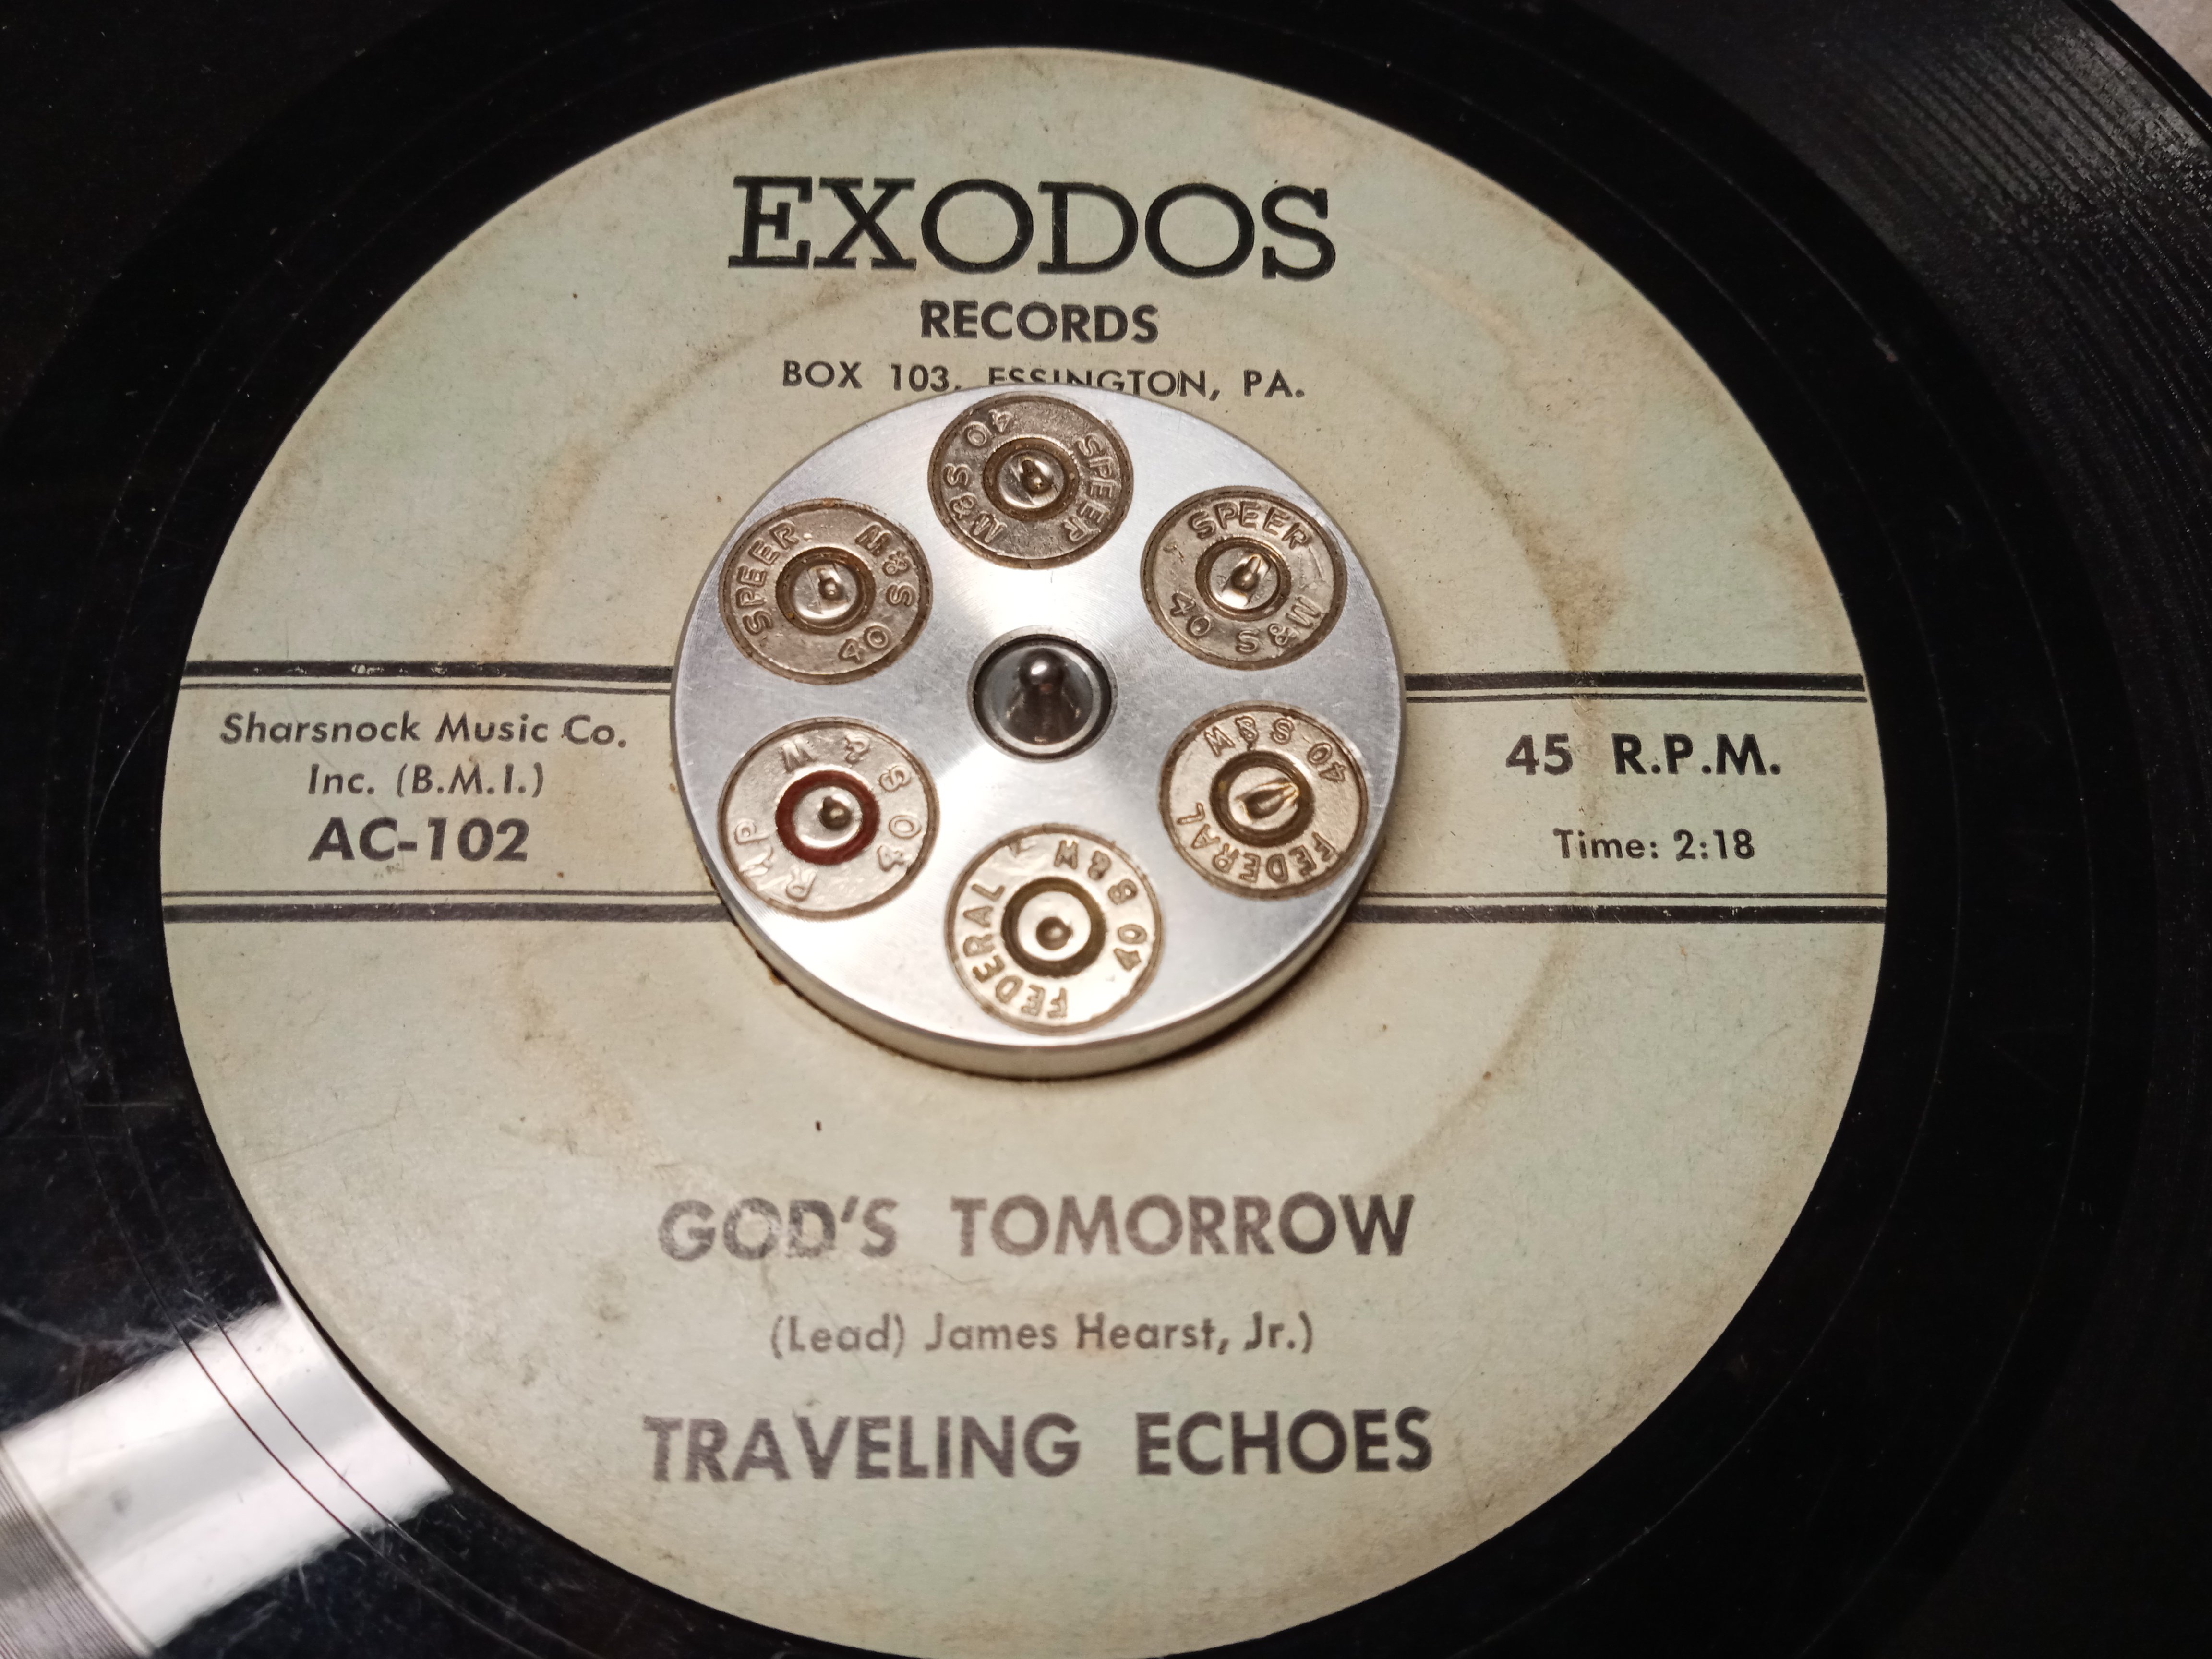 EXODOS
RECORDS
BOX 103, ESSINGTON, PA.
SPEER
40 S&W
SPEER
40 S&W
SPEER
40 S&W
Sharsnock Music Co.
Inc. (B.M.I.)
AC-102
R P
40 S & W
FEDERAL
40 S&W
FEDERAL
40 S&W
45 R.P.M.
Time: 2:18
GOD'S TOMORROW
(Lead) James Hearst, Jr.)
TRAVELING ECHOES